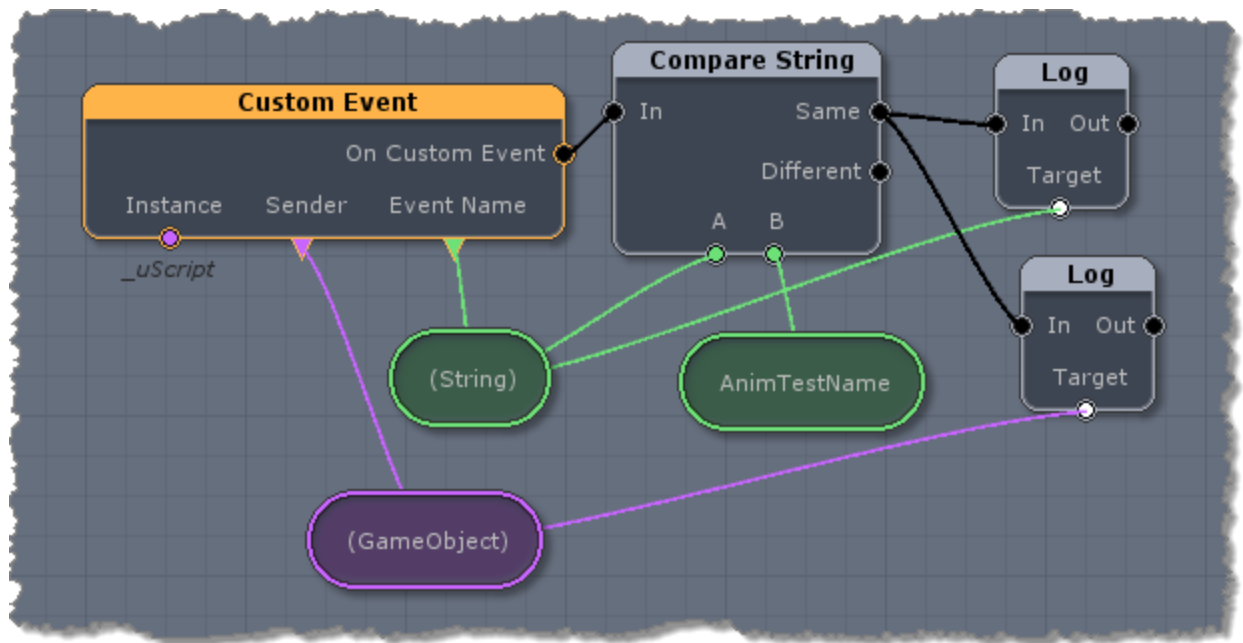 Custom Event
On Custom Event
Instance Sender Event Name
_uScript
Compare String
In Same
Different
A B
Log
In Out
Target
Log
In Out
Target
(String)
AnimTestName
(GameObject)